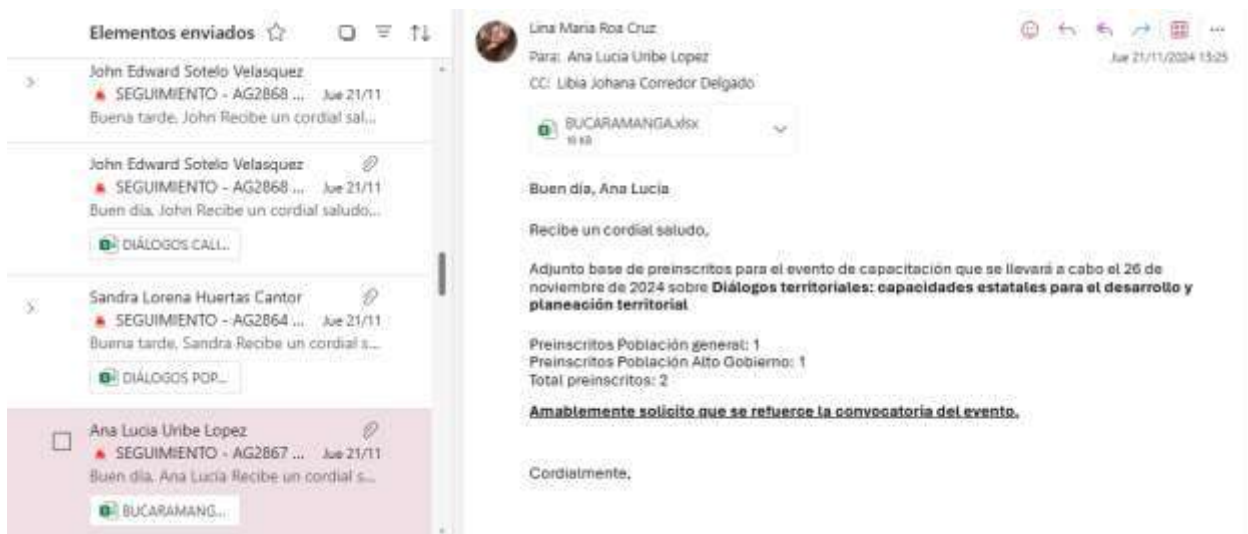 Elementos enviados
John Edward Sotelo Velasquez
SEGUIMIENTO - AG2868 ... Jue 21/11
Buena tarde, John Recibe un cordial sal...
John Edward Sotelo Velasquez
SEGUIMIENTO - AG2868 ... Jue 21/11
Buen día, John Recibe un cordial saludo...
DIÁLOGOS CALI...
Sandra Lorena Huertas Cantor
SEGUIMIENTO - AG2864 ... Jue 21/11
Buena tarde, Sandra Recibe un cordial s...
DIÁLOGOS POP...
Ana Lucia Uribe Lopez
SEGUIMIENTO - AG2867 ... Jue 21/11
Buen día, Ana Lucía Recibe un cordial s...
BUCARAMANG...
Lina Maria Roa Cruz
Para: Ana Lucia Uribe Lopez
Jue 21/11/2024 15:25
CC: Libia Johana Corredor Delgado
BUCARAMANGA.xlsx
19 KB
Buen día, Ana Lucía
Recibe un cordial saludo,
Adjunto base de preinscritos para el evento de capacitación que se llevará a cabo el 26 de
noviembre de 2024 sobre Diálogos territoriales: capacidades estatales para el desarrollo y
planeación territorial
Preinscritos Población general: 1
Preinscritos Población Alto Gobierno: 1
Total preinscritos: 2
Amablemente solicito que se refuerce la convocatoria del evento.
Cordialmente,